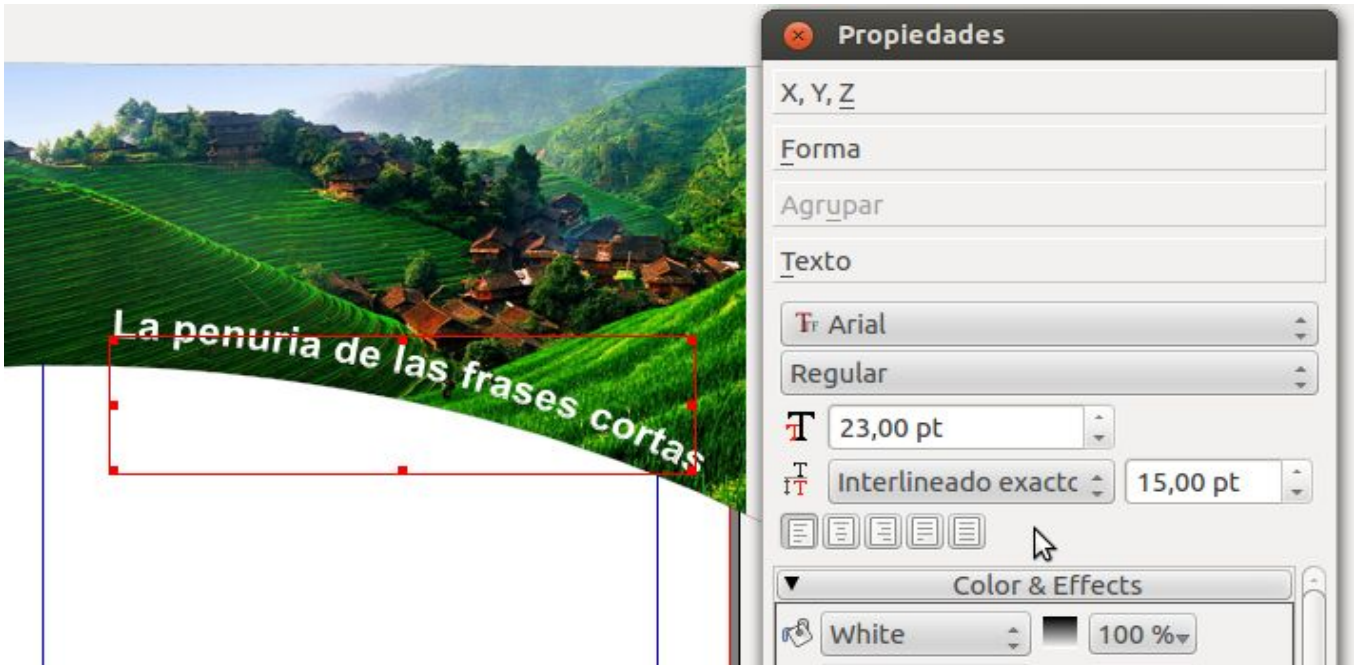 Propiedades
X, Y, Z
Forma
Agrupar
Texto
La penuria de las frases cortas
Arial
Regular
23,00 pt
Interlineado exacto
15,00 pt
Color & Effects
White
100 %